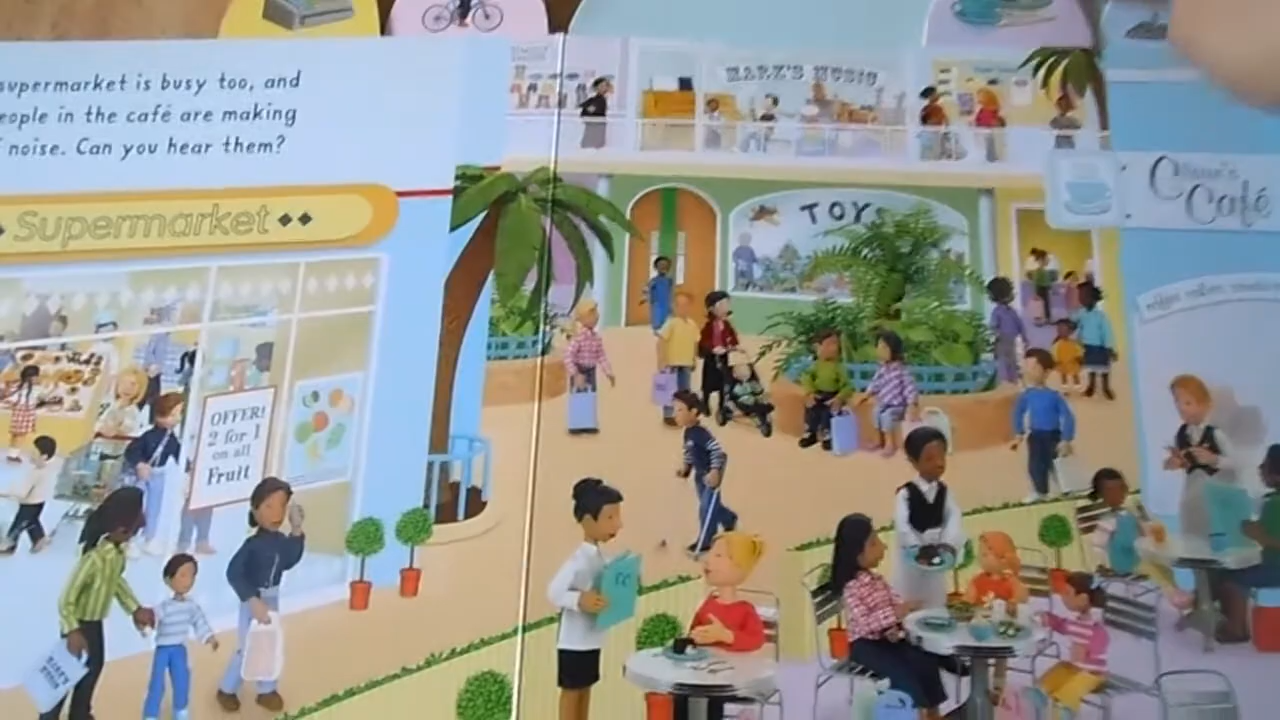 supermarket is busy too, and
eople in the café are making
noise. Can you hear them?
Supermarket
OFFER!
2 for 1
on all
Fruit
MARK'S MUSIC
TOYS
Café